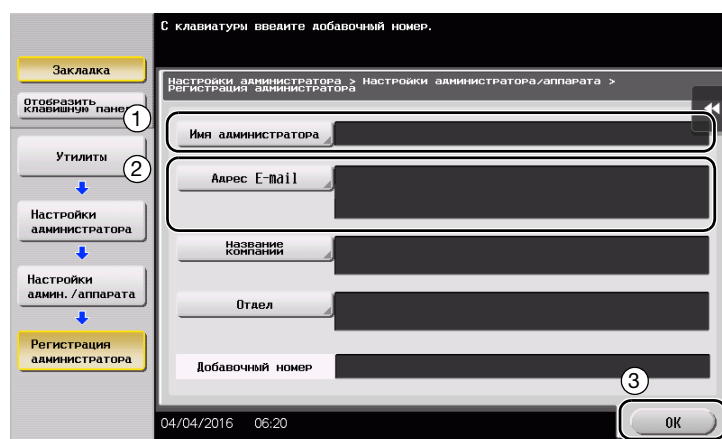 С клавиатуры введите добавочный номер.
Закладка
Отобразить
клавишную панель
Настройки администратора > Настройки администратора/аппарата >
Регистрация администратора
1
Имя администратора
Утилиты
2
Адрес E-mail
Настройки
администратора
Название
компании
Настройки
админ./аппарата
Отдел
Регистрация
администратора
Добавочный номер
3
04/04/2016 06:20
OK